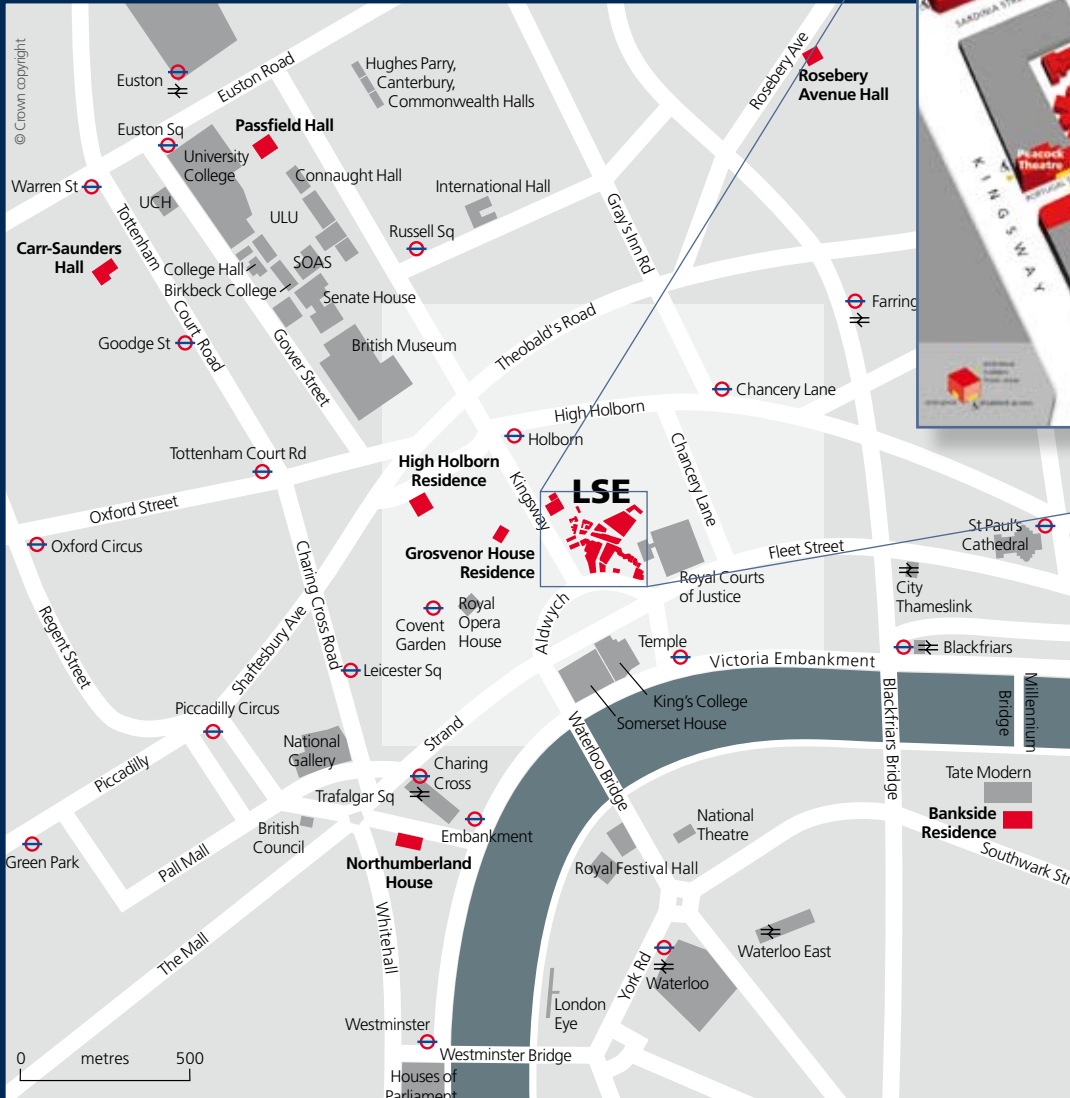 © Crown copyright
Euston
Euston Road
Hughes Parry,
Canterbury,
Commonwealth Halls
Rosebery Ave
Rosebery
Avenue Hall
SARDINIA
Peacock
Theatre
KINGSWAY
Euston Sq
Passfield Hall
University
College
Connaught Hall
International Hall
Warren St
UCH
ULU
Tottenham
Court Road
Gray's Inn Rd
Russell Sq
Carr-Saunders
Hall
College Hall
SOAS
Birkbeck College
Senate House
Farring
Goodge St
Gower Street
British Museum
Theobald's Road
Chancery Lane
High Holborn
Holborn
Chancery Lane
Tottenham Court Rd
High Holborn
Residence
Kingsway
LSE
Oxford Street
Oxford Circus
Grosvenor House
Residence
Royal Courts
of Justice
Fleet Street
St Paul's
Cathedral
City
Thameslink
Regent Street
Shaftesbury Ave
Charing Cross Road
Covent
Garden
Royal
Opera
House
Aldwych
Temple
Victoria Embankment
Blackfriars
Leicester Sq
King's College
Somerset House
Blackfriars Bridge
Millennium
Bridge
Piccadilly Circus
Strand
Waterloo Bridge
Piccadilly
National
Gallery
Charing
Cross
Trafalgar Sq
Tate Modern
Bankside
Residence
Southwark Str
British
Council
Embankment
National
Theatre
Green Park
Pall Mall
Northumberland
House
Royal Festival Hall
The Mall
Whitehall
Waterloo East
York Rd
Waterloo
London
Eye
Westminster
Westminster Bridge
0 metres 500
Houses of
Parliament